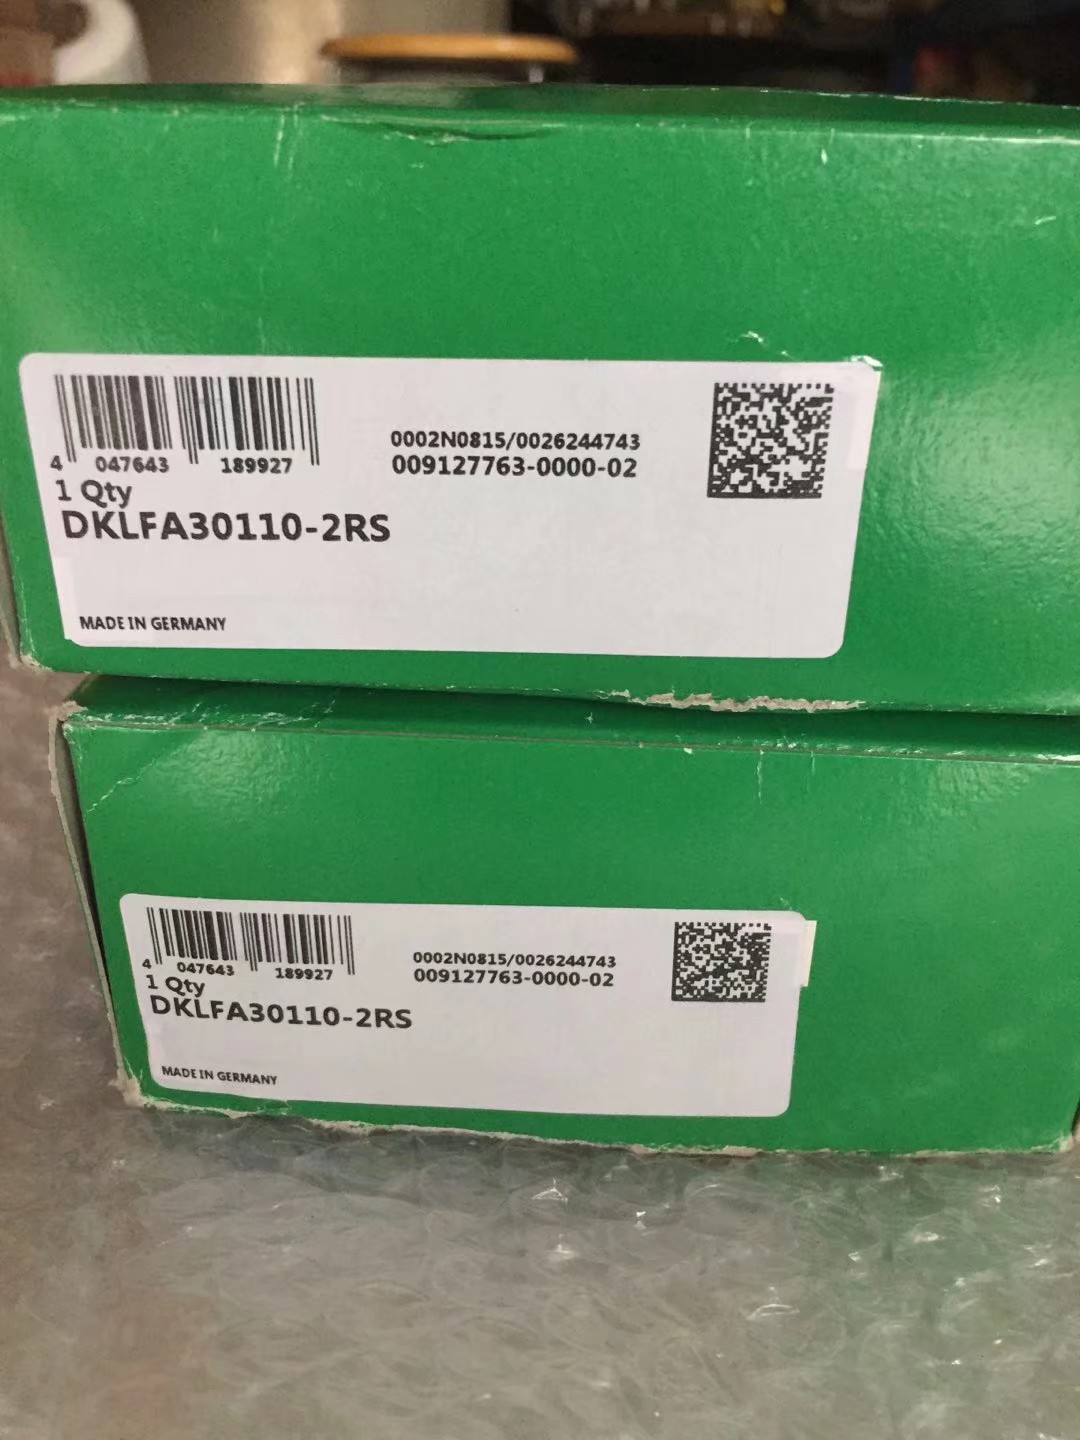 0002N0815/0026244743
009127763-0000-02
4 047643 189927
1 Qty
DKLFA30110-2RS
MADE IN GERMANY
0002N0815/0026244743
009127763-0000-02
4 047643 189927
1 Qty
DKLFA30110-2RS
MADE IN GERMANY